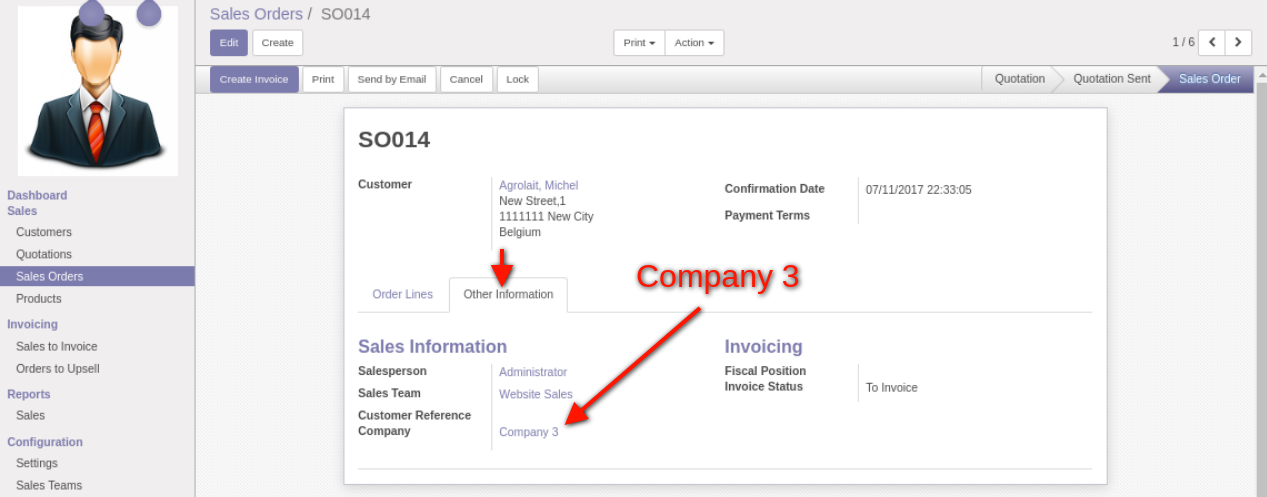 Sales Orders / SO014
Edit Create Print Action 1 / 6
Create Invoice Print Send by Email Cancel Lock Quotation Quotation Sent Sales Order
Dashboard
Sales
Customers
Quotations
Sales Orders
Products
Invoicing
Sales to Invoice
Orders to Upsell
Reports
Sales
Configuration
Settings
Sales Teams
SO014
Customer Agrolait, Michel
New Street,1
1111111 New City
Belgium
Confirmation Date 07/11/2017 22:33:05
Payment Terms
Company 3
Order Lines Other Information
Sales Information
Salesperson Administrator
Sales Team Website Sales
Customer Reference
Company Company 3
Invoicing
Fiscal Position
Invoice Status To Invoice